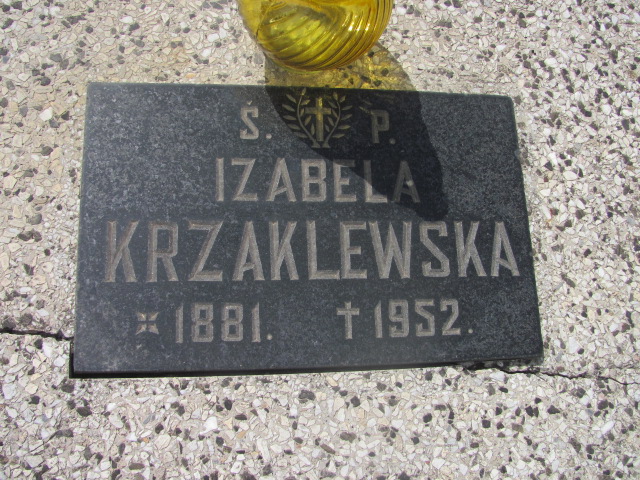 Ś. P.
IZABELA
KRZAKLEWSKA
* 1881. † 1952.